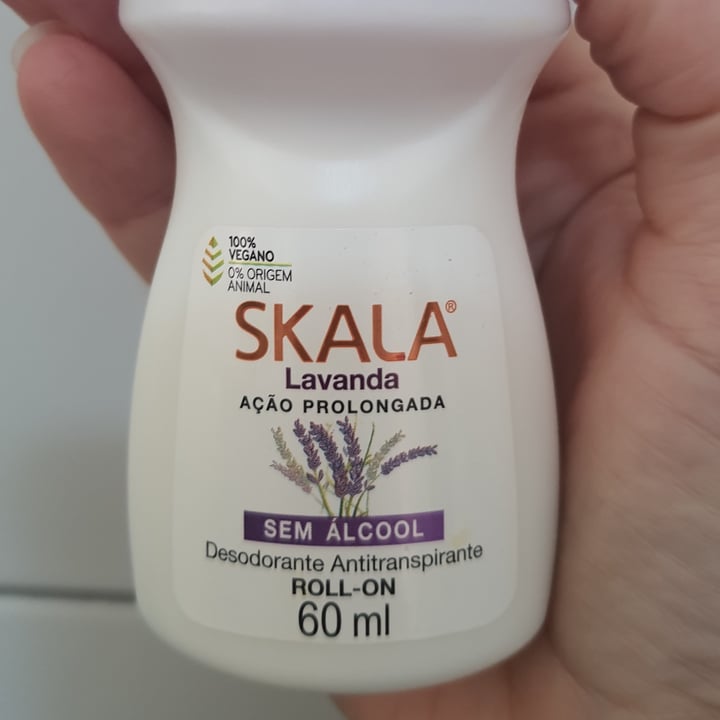 100%
VEGANO
0% ORIGEM
ANIMAL
SKALA®
Lavanda
AÇÃO PROLONGADA
SEM ÁLCOOL
Desodorante Antitranspirante
ROLL-ON
60 ml